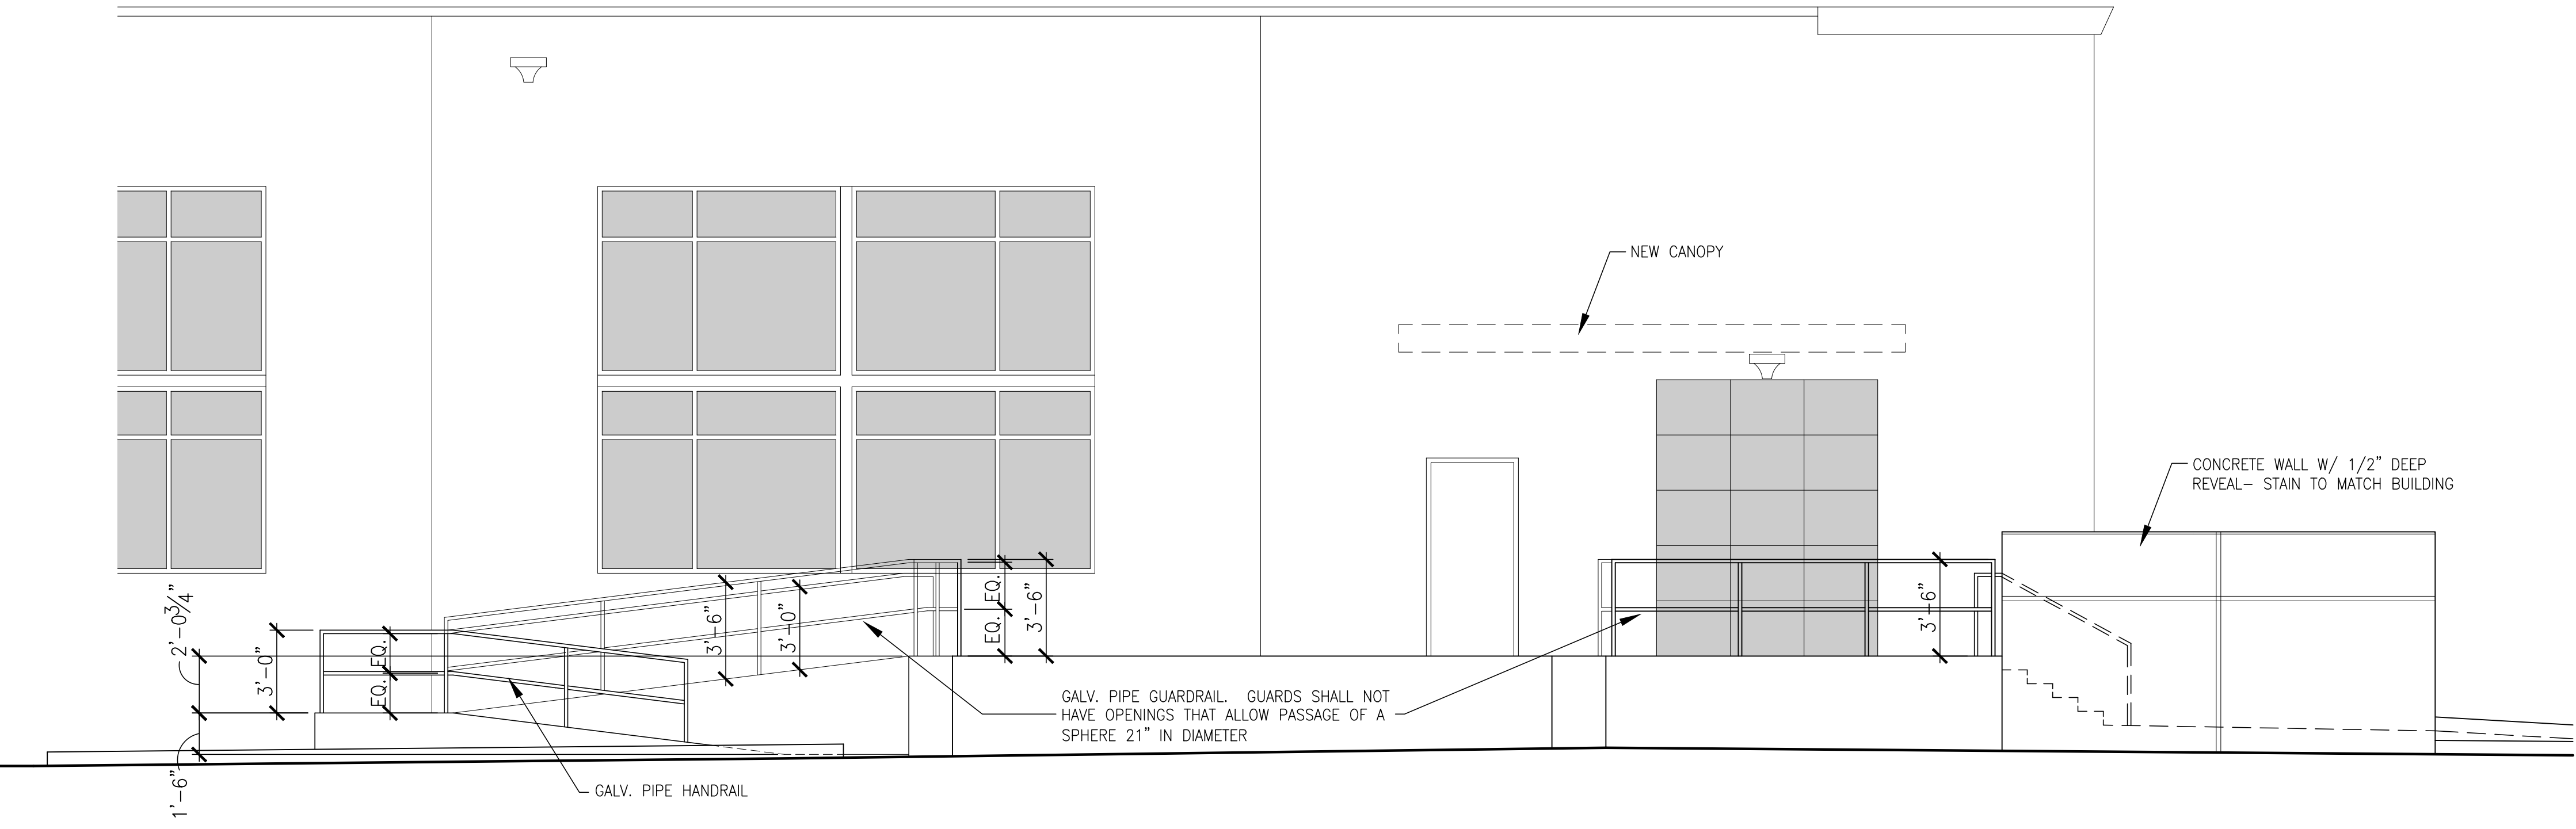 NEW CANOPY
CONCRETE WALL W/ 1/2" DEEP
REVEAL– STAIN TO MATCH BUILDING
2'–0¾"
3'–0"
EQ.
EQ.
1'–6"
3'–6"
3'–0"
EQ.
EQ.
3'–6"
3'–6"
GALV. PIPE GUARDRAIL. GUARDS SHALL NOT
HAVE OPENINGS THAT ALLOW PASSAGE OF A
SPHERE 21" IN DIAMETER
GALV. PIPE HANDRAIL